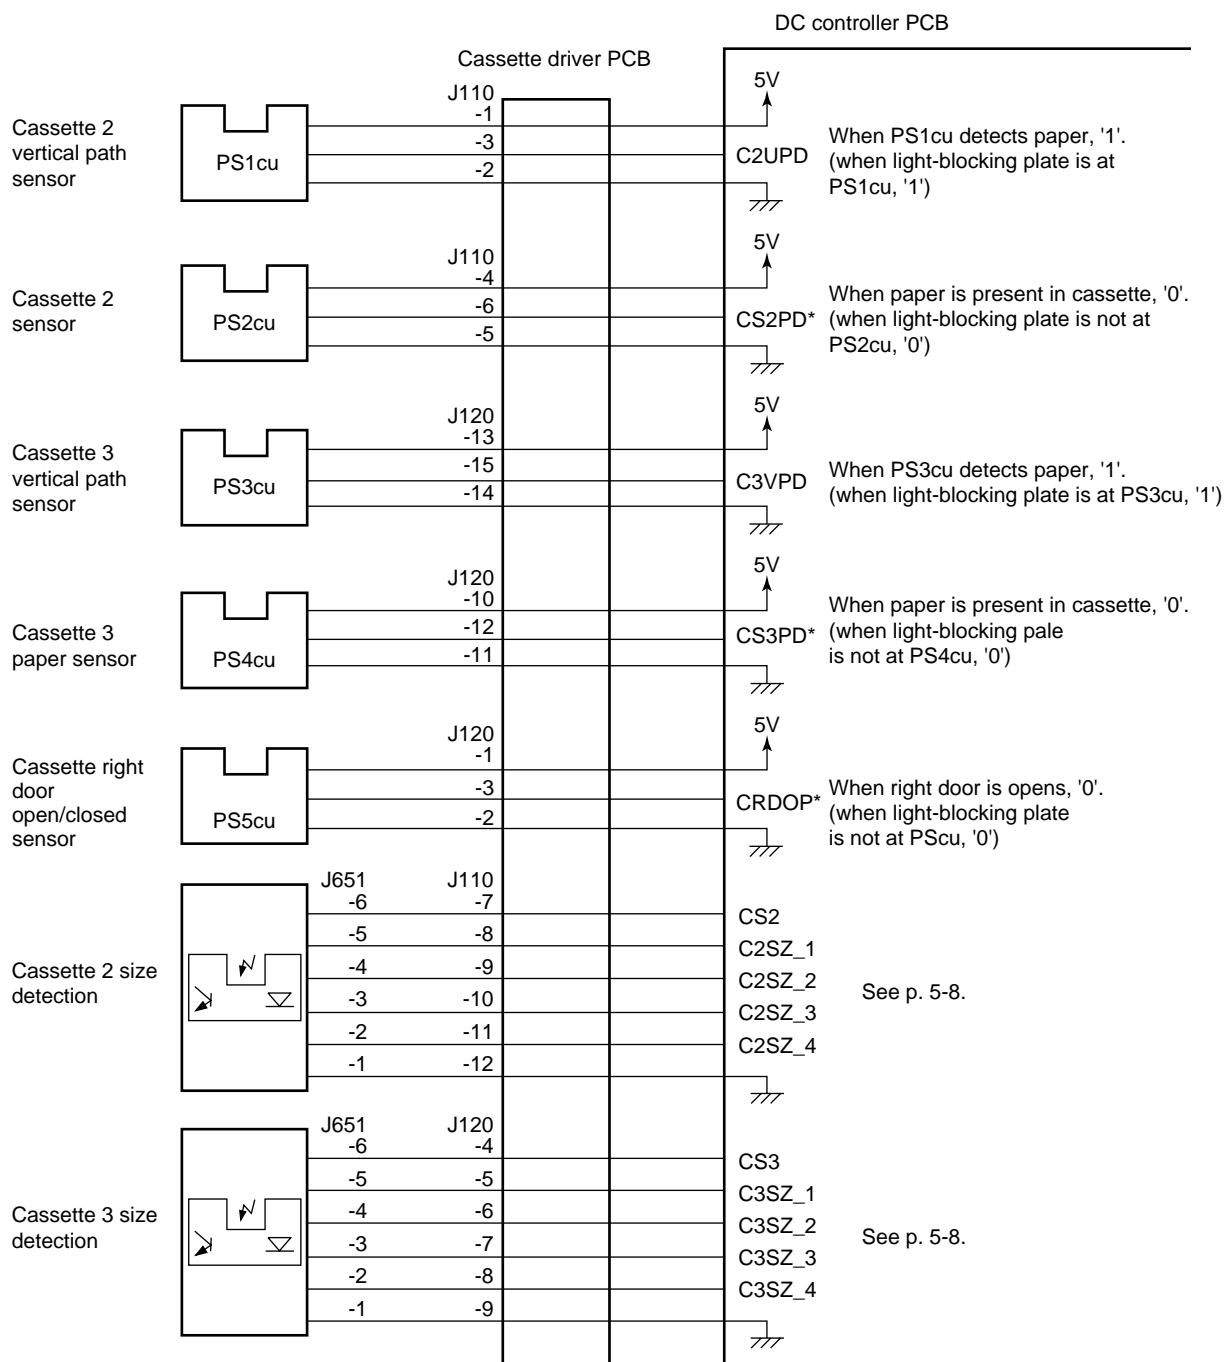 DC controller PCB
Cassette driver PCB
Cassette 2
vertical path
sensor
PS1cu
J110
-1
-3
-2
5V
C2UPD
When PS1cu detects paper, '1'.
(when light-blocking plate is at
PS1cu, '1')
Cassette 2
sensor
PS2cu
J110
-4
-6
-5
5V
CS2PD*
When paper is present in cassette, '0'.
(when light-blocking plate is not at
PS2cu, '0')
Cassette 3
vertical path
sensor
PS3cu
J120
-13
-15
-14
5V
C3VPD
When PS3cu detects paper, '1'.
(when light-blocking plate is at PS3cu, '1')
Cassette 3
paper sensor
PS4cu
J120
-10
-12
-11
5V
CS3PD*
When paper is present in cassette, '0'.
(when light-blocking pale
is not at PS4cu, '0')
Cassette right
door
open/closed
sensor
PS5cu
J120
-1
-3
-2
5V
CRDOP*
When right door is opens, '0'.
(when light-blocking plate
is not at PScu, '0')
Cassette 2 size
detection
J651 J110
-6 -7
-5 -8
-4 -9
-3 -10
-2 -11
-1 -12
CS2
C2SZ_1
C2SZ_2
C2SZ_3
C2SZ_4
See p. 5-8.
Cassette 3 size
detection
J651 J120
-6 -4
-5 -5
-4 -6
-3 -7
-2 -8
-1 -9
CS3
C3SZ_1
C3SZ_2
C3SZ_3
C3SZ_4
See p. 5-8.